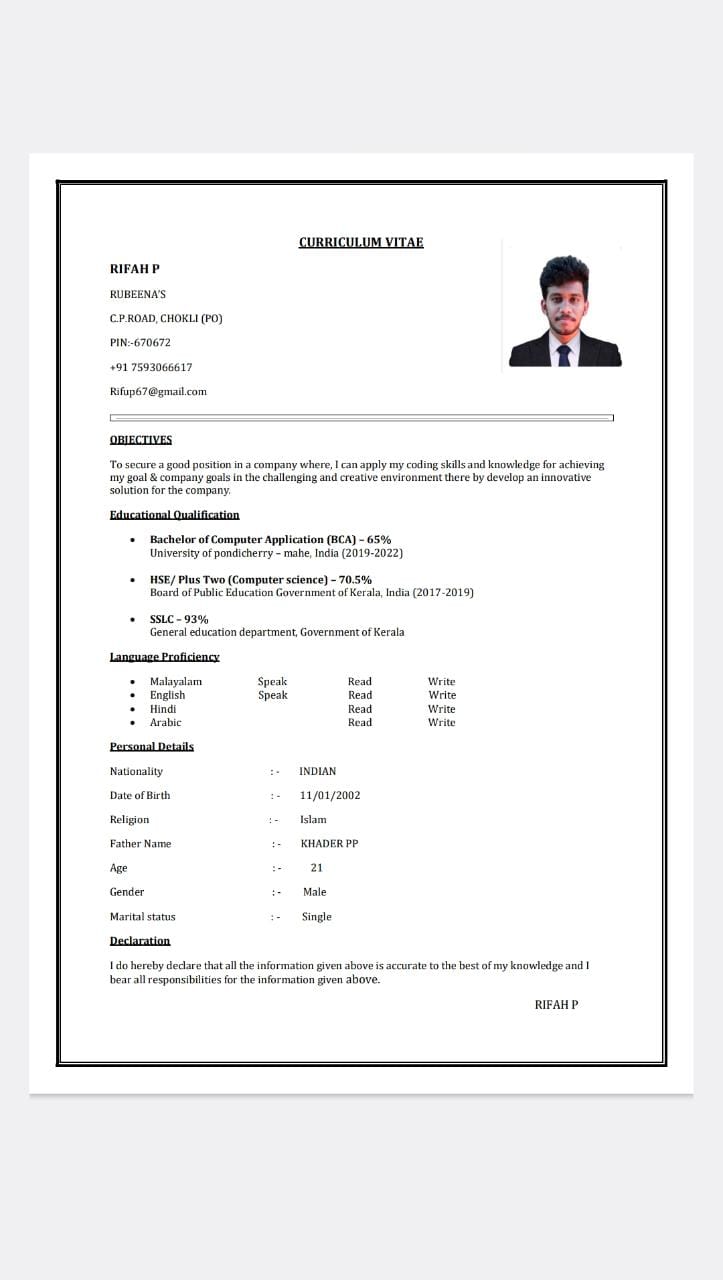 CURRICULUM VITAE
RIFAH P
RUBEENA'S
C.P.ROAD, CHOKLI (PO)
PIN:-670672
+91 7593066617
Rifup67@gmail.com
OBJECTIVES
To secure a good position in a company where, I can apply my coding skills and knowledge for achieving
my goal & company goals in the challenging and creative environment there by develop an innovative
solution for the company.
Educational Qualification
• Bachelor of Computer Application (BCA) – 65%
University of pondicherry – mahe, India (2019-2022)
• HSE/ Plus Two (Computer science) – 70.5%
Board of Public Education Government of Kerala, India (2017-2019)
• SSLC – 93%
General education department, Government of Kerala
Language Proficiency
• Malayalam Speak Read Write
• English Speak Read Write
• Hindi Read Write
• Arabic Read Write
Personal Details
Nationality :- INDIAN
Date of Birth :- 11/01/2002
Religion :- Islam
Father Name :- KHADER PP
Age :- 21
Gender :- Male
Marital status :- Single
Declaration
I do hereby declare that all the information given above is accurate to the best of my knowledge and I
bear all responsibilities for the information given above.
RIFAH P